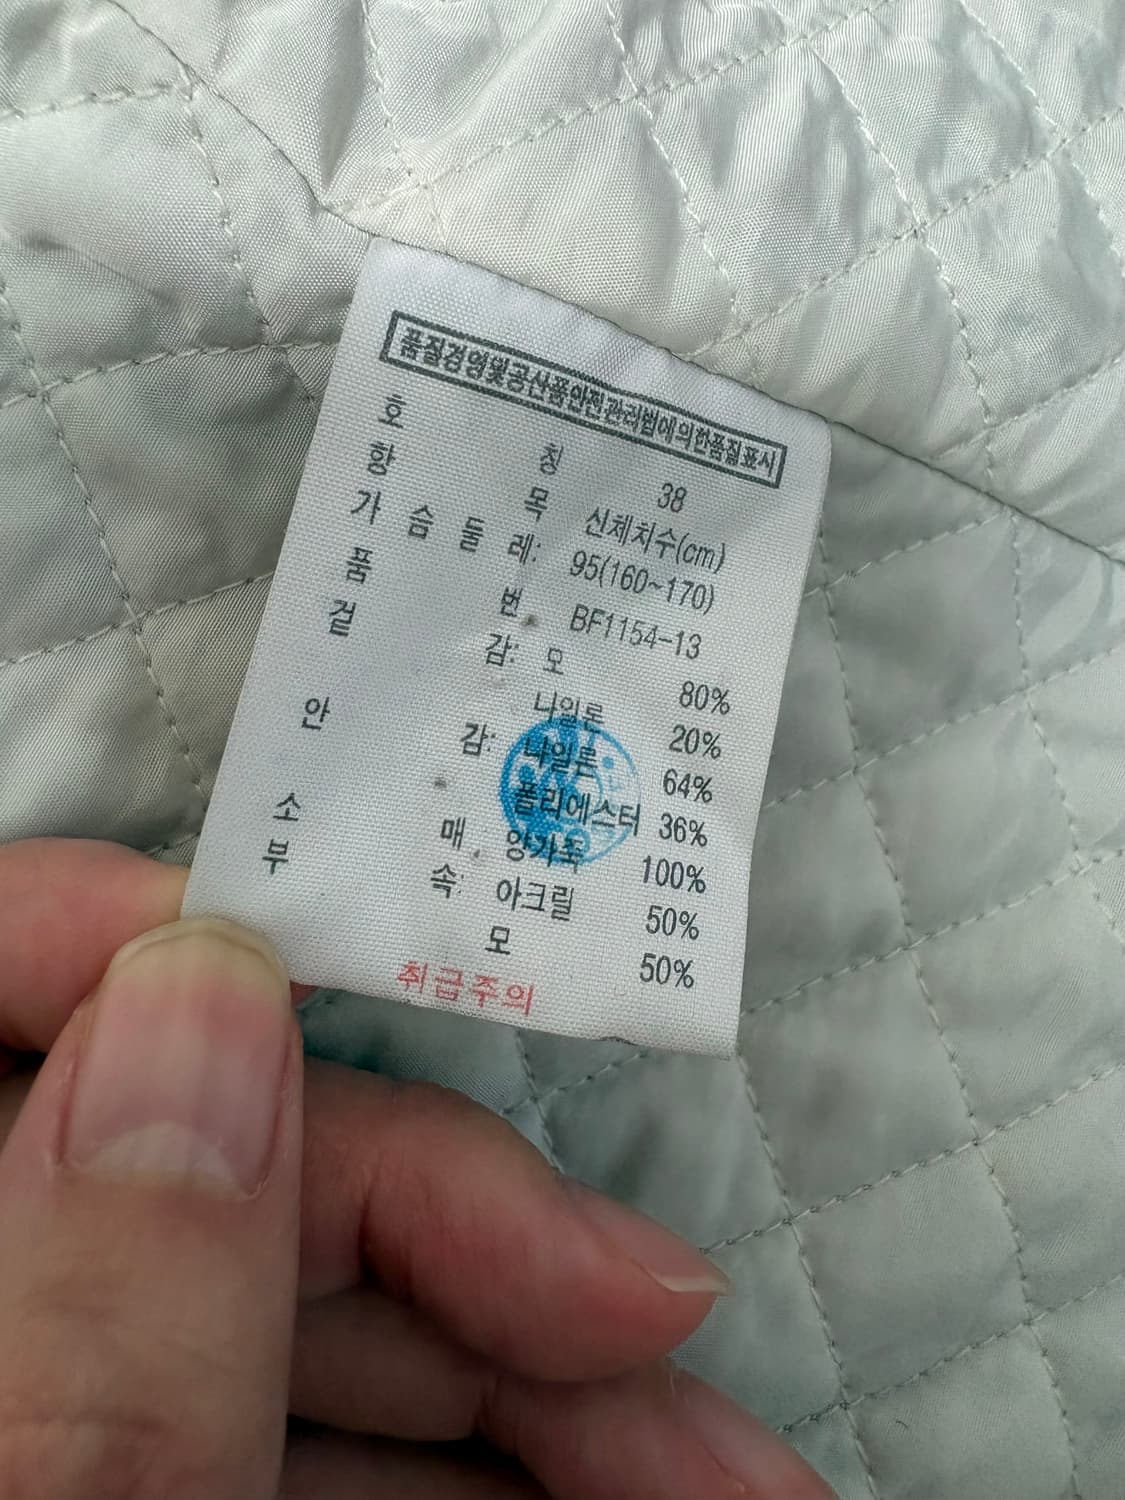 품질경영및공산품안전관리법에의한품질표시
호 칭 38
항 목 신체치수(cm)
가 슴 둘 레: 95(160~170)
품 번 BF1154-13
겉 감: 모 80%
나일론 20%
안 감: 나일론 64%
폴리에스터 36%
소 매 양가죽 100%
부 속: 아크릴 50%
모 50%
취급주의